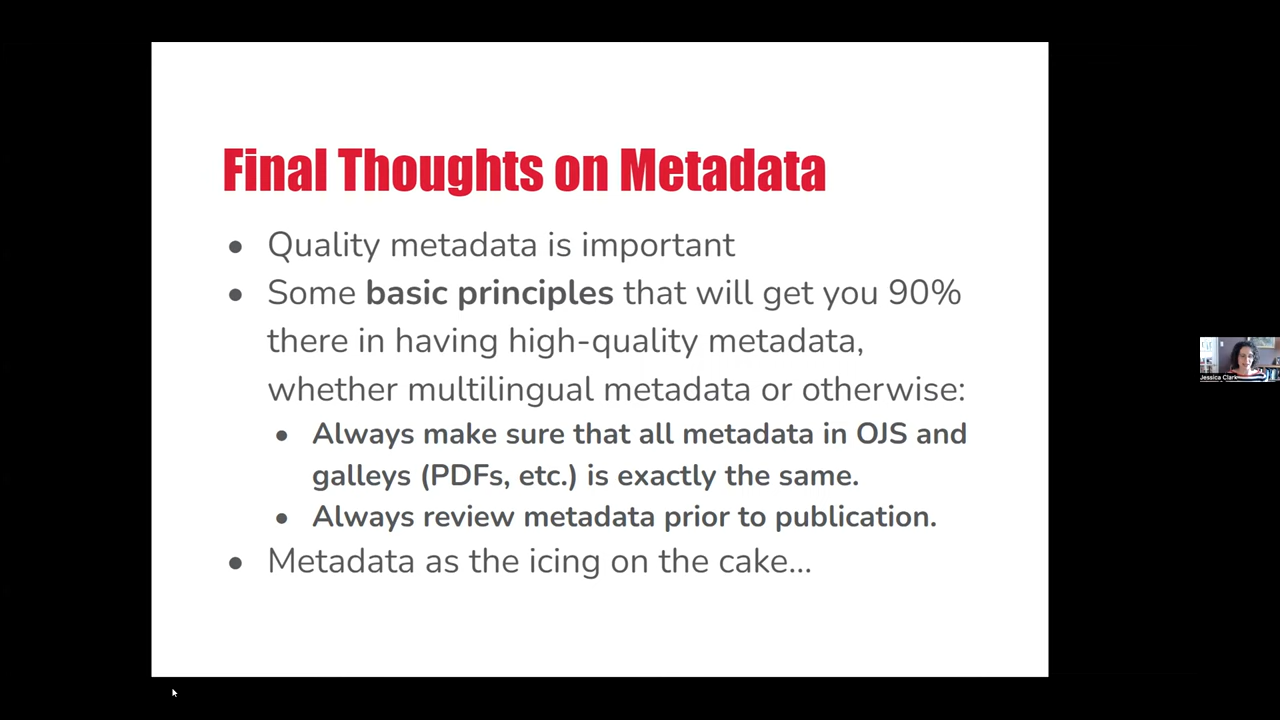 Final Thoughts on Metadata
• Quality metadata is important
• Some basic principles that will get you 90%
there in having high-quality metadata,
whether multilingual metadata or otherwise:
• Always make sure that all metadata in OJS and
galleys (PDFs, etc.) is exactly the same.
• Always review metadata prior to publication.
• Metadata as the icing on the cake...
Jessica Clark